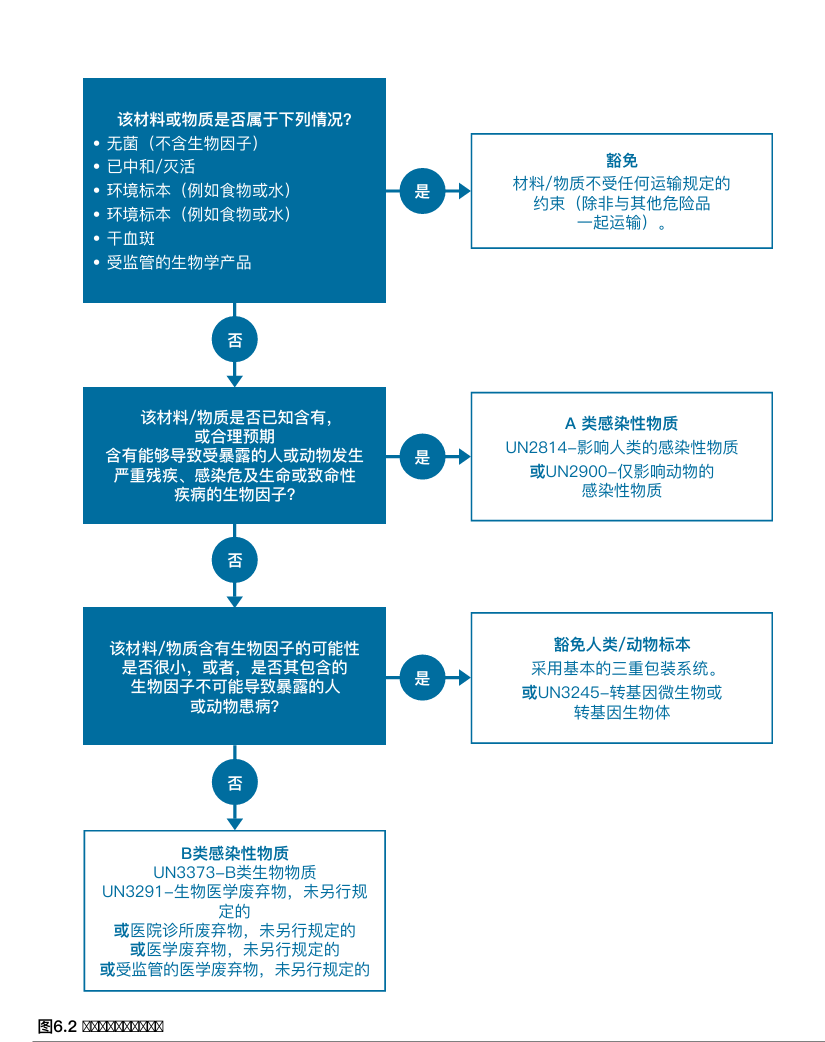 该材料或物质是否属于下列情况？
• 无菌（不含生物因子）
• 已中和/灭活
• 环境标本（例如食物或水）
• 环境标本（例如食物或水）
• 干血斑
• 受监管的生物学产品
是
豁免
材料/物质不受任何运输规定的
约束（除非与其他危险品
一起运输）。
否
该材料/物质是否已知含有，
或合理预期
含有能够导致受暴露的人或动物发生
严重残疾、感染危及生命或致命性
疾病的生物因子？
是
A 类感染性物质
UN2814–影响人类的感染性物质
或UN2900–仅影响动物的
感染性物质
否
该材料/物质含有生物因子的可能性
是否很小，或者，是否其包含的
生物因子不可能导致暴露的人
或动物患病？
是
豁免人类/动物标本
采用基本的三重包装系统。
或UN3245–转基因微生物或
转基因生物体
否
B类感染性物质
UN3373–B类生物物质
UN3291–生物医学废弃物，未另行规
定的
或医院诊所废弃物，未另行规定的
或医学废弃物，未另行规定的
或受监管的医学废弃物，未另行规定的
图6.2